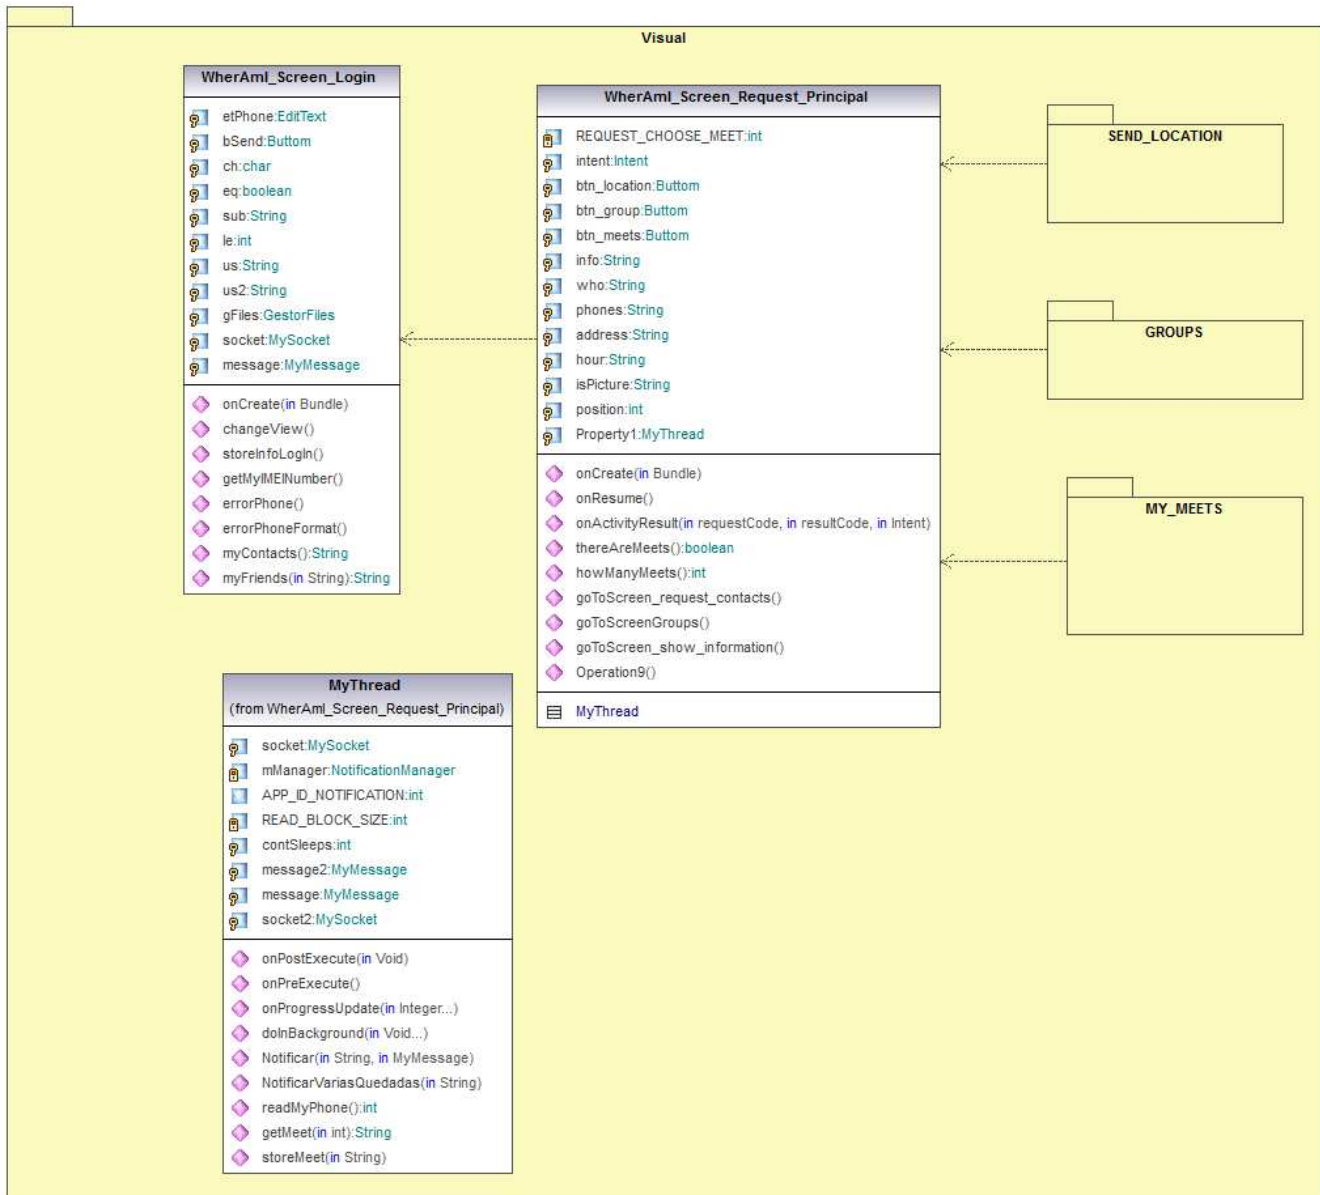 Visual
WherAmI_Screen_Login
etPhone:EditText
bSend:Buttom
ch:char
eq:boolean
sub:String
le:int
us:String
us2:String
gFiles:GestorFiles
socket:MySocket
message:MyMessage
onCreate(in Bundle)
changeView()
storeInfoLogIn()
getMyIMEINumber()
errorPhone()
errorPhoneFormat()
myContacts():String
myFriends(in String):String
WherAmI_Screen_Request_Principal
REQUEST_CHOOSE_MEET:int
intent:Intent
btn_location:Buttom
btn_group:Buttom
btn_meets:Buttom
info:String
who:String
phones:String
address:String
hour:String
isPicture:String
position:int
Property1:MyThread
onCreate(in Bundle)
onResume()
onActivityResult(in requestCode, in resultCode, in Intent)
thereAreMeets():boolean
howManyMeets():int
goToScreen_request_contacts()
goToScreenGroups()
goToScreen_show_information()
Operation9()
MyThread
SEND_LOCATION
GROUPS
MY_MEETS
MyThread
(from WherAmI_Screen_Request_Principal)
socket:MySocket
mManager:NotificationManager
APP_ID_NOTIFICATION:int
READ_BLOCK_SIZE:int
contSleeps:int
message2:MyMessage
message:MyMessage
socket2:MySocket
onPostExecute(in Void)
onPreExecute()
onProgressUpdate(in Integer...)
doInBackground(in Void...)
Notificar(in String, in MyMessage)
NotificarVariasQuedadas(in String)
readMyPhone():int
getMeet(in int):String
storeMeet(in String)